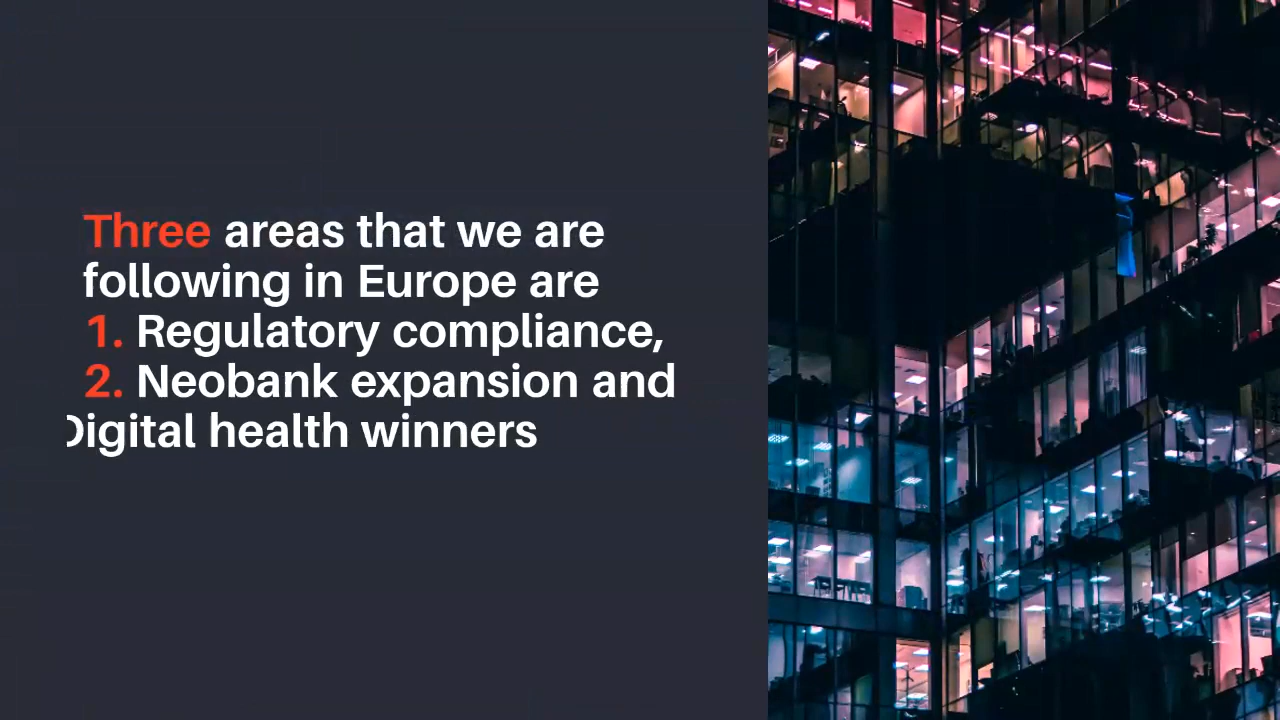 Three areas that we are
following in Europe are
1. Regulatory compliance,
2. Neobank expansion and
Digital health winners